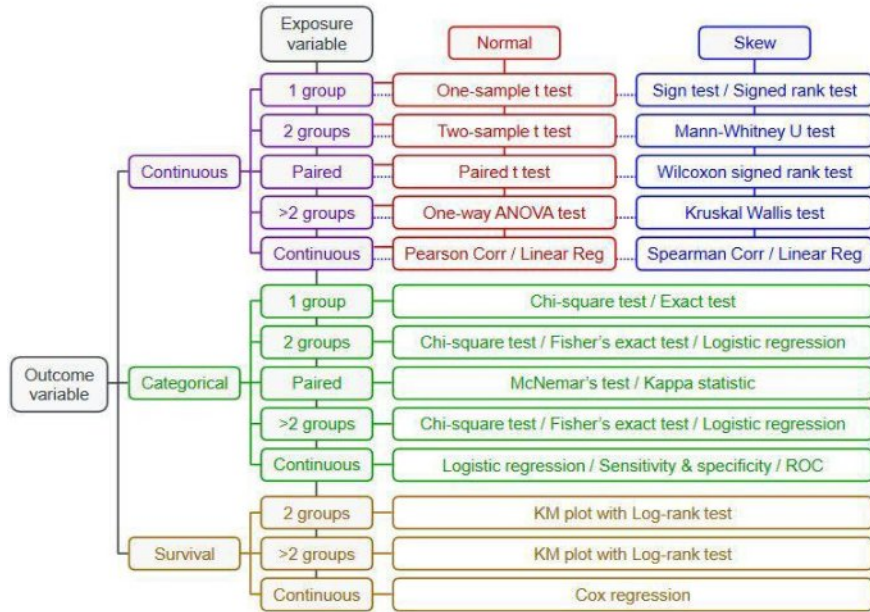 Exposure
variable
Normal
Skew
1 group
One-sample t test
Sign test / Signed rank test
2 groups
Two-sample t test
Mann-Whitney U test
Continuous
Paired
Paired t test
Wilcoxon signed rank test
>2 groups
One-way ANOVA test
Kruskal Wallis test
Continuous
Pearson Corr / Linear Reg
Spearman Corr / Linear Reg
1 group
Chi-square test / Exact test
2 groups
Chi-square test / Fisher's exact test / Logistic regression
Outcome
variable
Categorical
Paired
McNemar's test / Kappa statistic
>2 groups
Chi-square test / Fisher's exact test / Logistic regression
Continuous
Logistic regression / Sensitivity & specificity / ROC
2 groups
KM plot with Log-rank test
Survival
>2 groups
KM plot with Log-rank test
Continuous
Cox regression